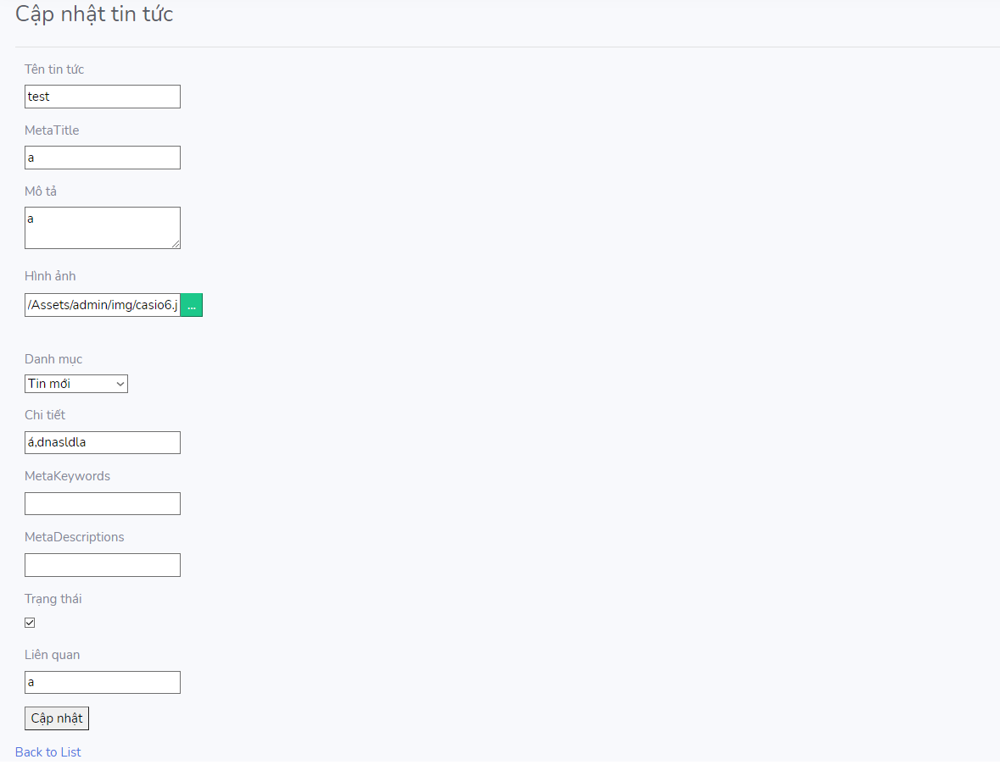 Cập nhật tin tức
Tên tin tức
test
MetaTitle
a
Mô tả
a
Hình ảnh
/Assets/admin/img/casio6.j ...
Danh mục
Tin mới
Chi tiết
á,dnasldla
MetaKeywords
MetaDescriptions
Trạng thái
Liên quan
a
Cập nhật
Back to List